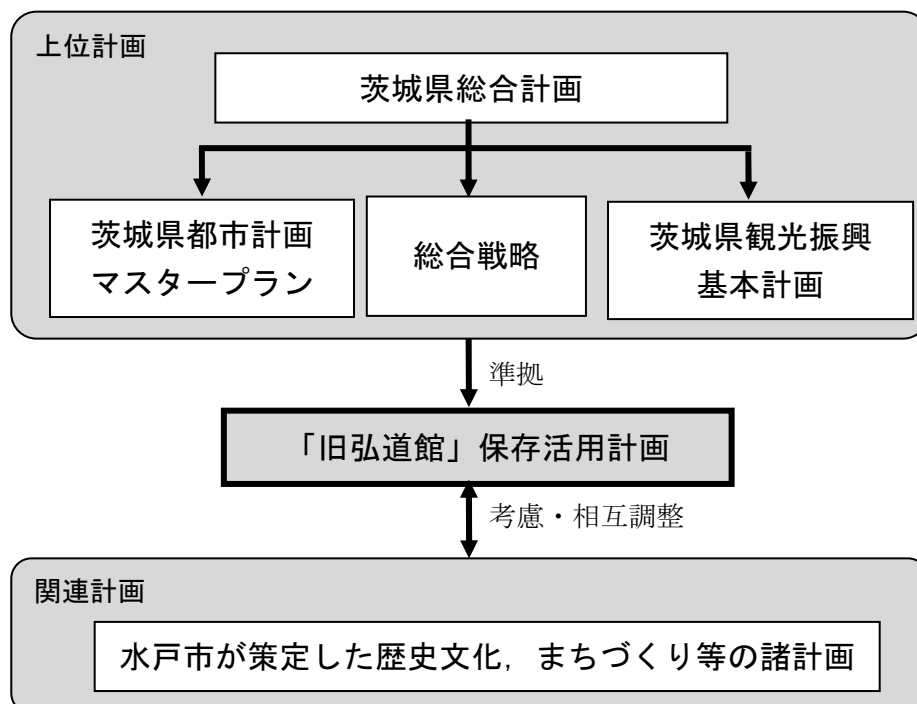 上位計画
茨城県総合計画
茨城県都市計画
マスタープラン
総合戦略
茨城県観光振興
基本計画
準拠
「旧弘道館」保存活用計画
考慮・相互調整
関連計画
水戸市が策定した歴史文化，まちづくり等の諸計画